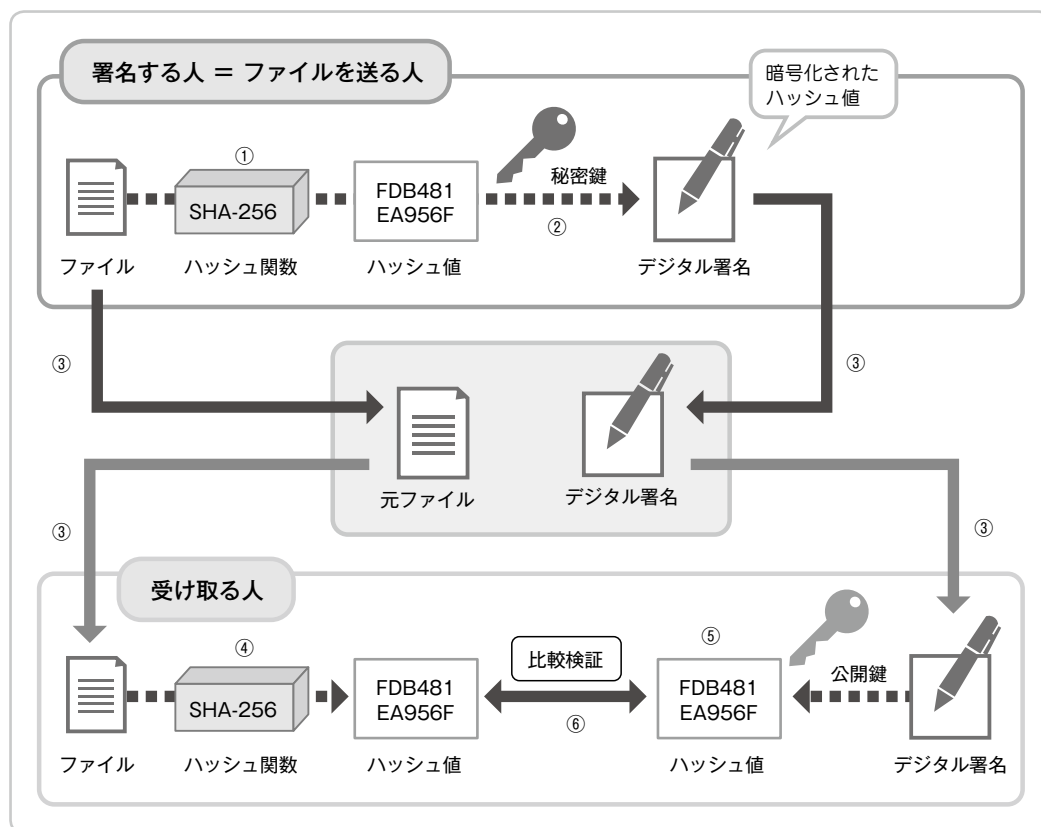 署名する人 = ファイルを送る人
暗号化された
ハッシュ値
①
SHA-256
FDB481
EA956F
秘密鍵
②
ファイル
ハッシュ関数
ハッシュ値
デジタル署名
③
③
元ファイル
デジタル署名
③
③
受け取る人
④
SHA-256
FDB481
EA956F
比較検証
⑥
⑤
FDB481
EA956F
公開鍵
ファイル
ハッシュ関数
ハッシュ値
ハッシュ値
デジタル署名